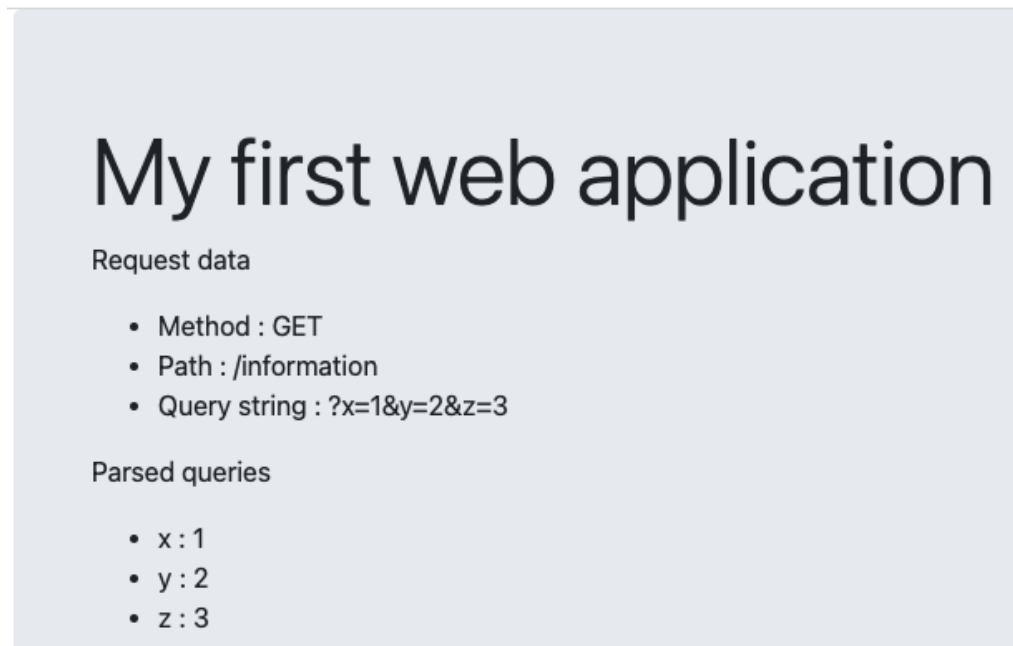 My first web application
Request data
• Method : GET
• Path : /information
• Query string : ?x=1&y=2&z=3
Parsed queries
• x : 1
• y : 2
• z : 3